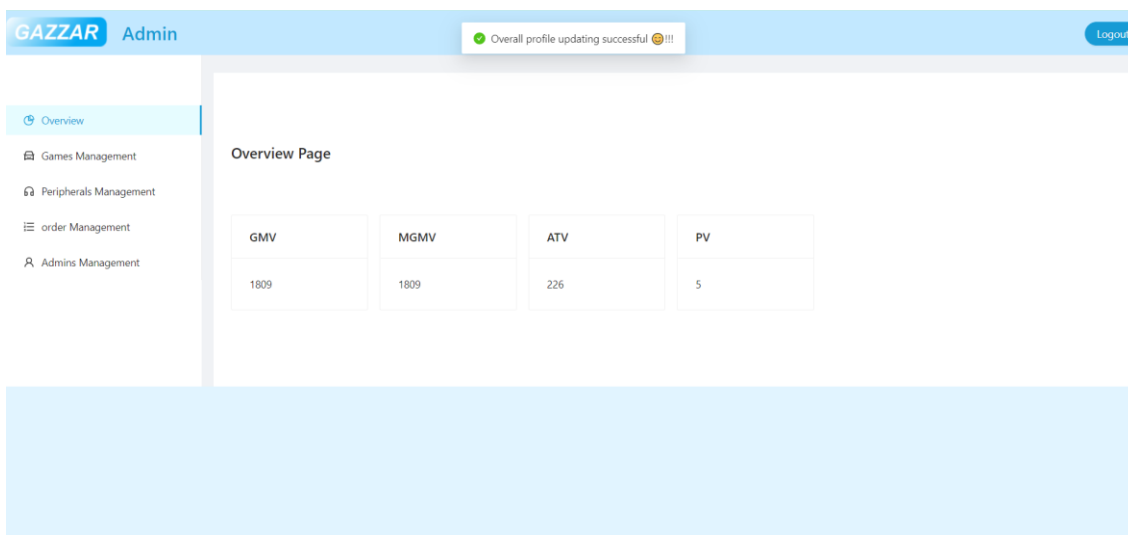 GAZZAR Admin
Overall profile updating successful 😊!!!
Logout
Overview
Games Management
Peripherals Management
order Management
Admins Management
Overview Page
GMV MGMV ATV PV
1809 1809 226 5